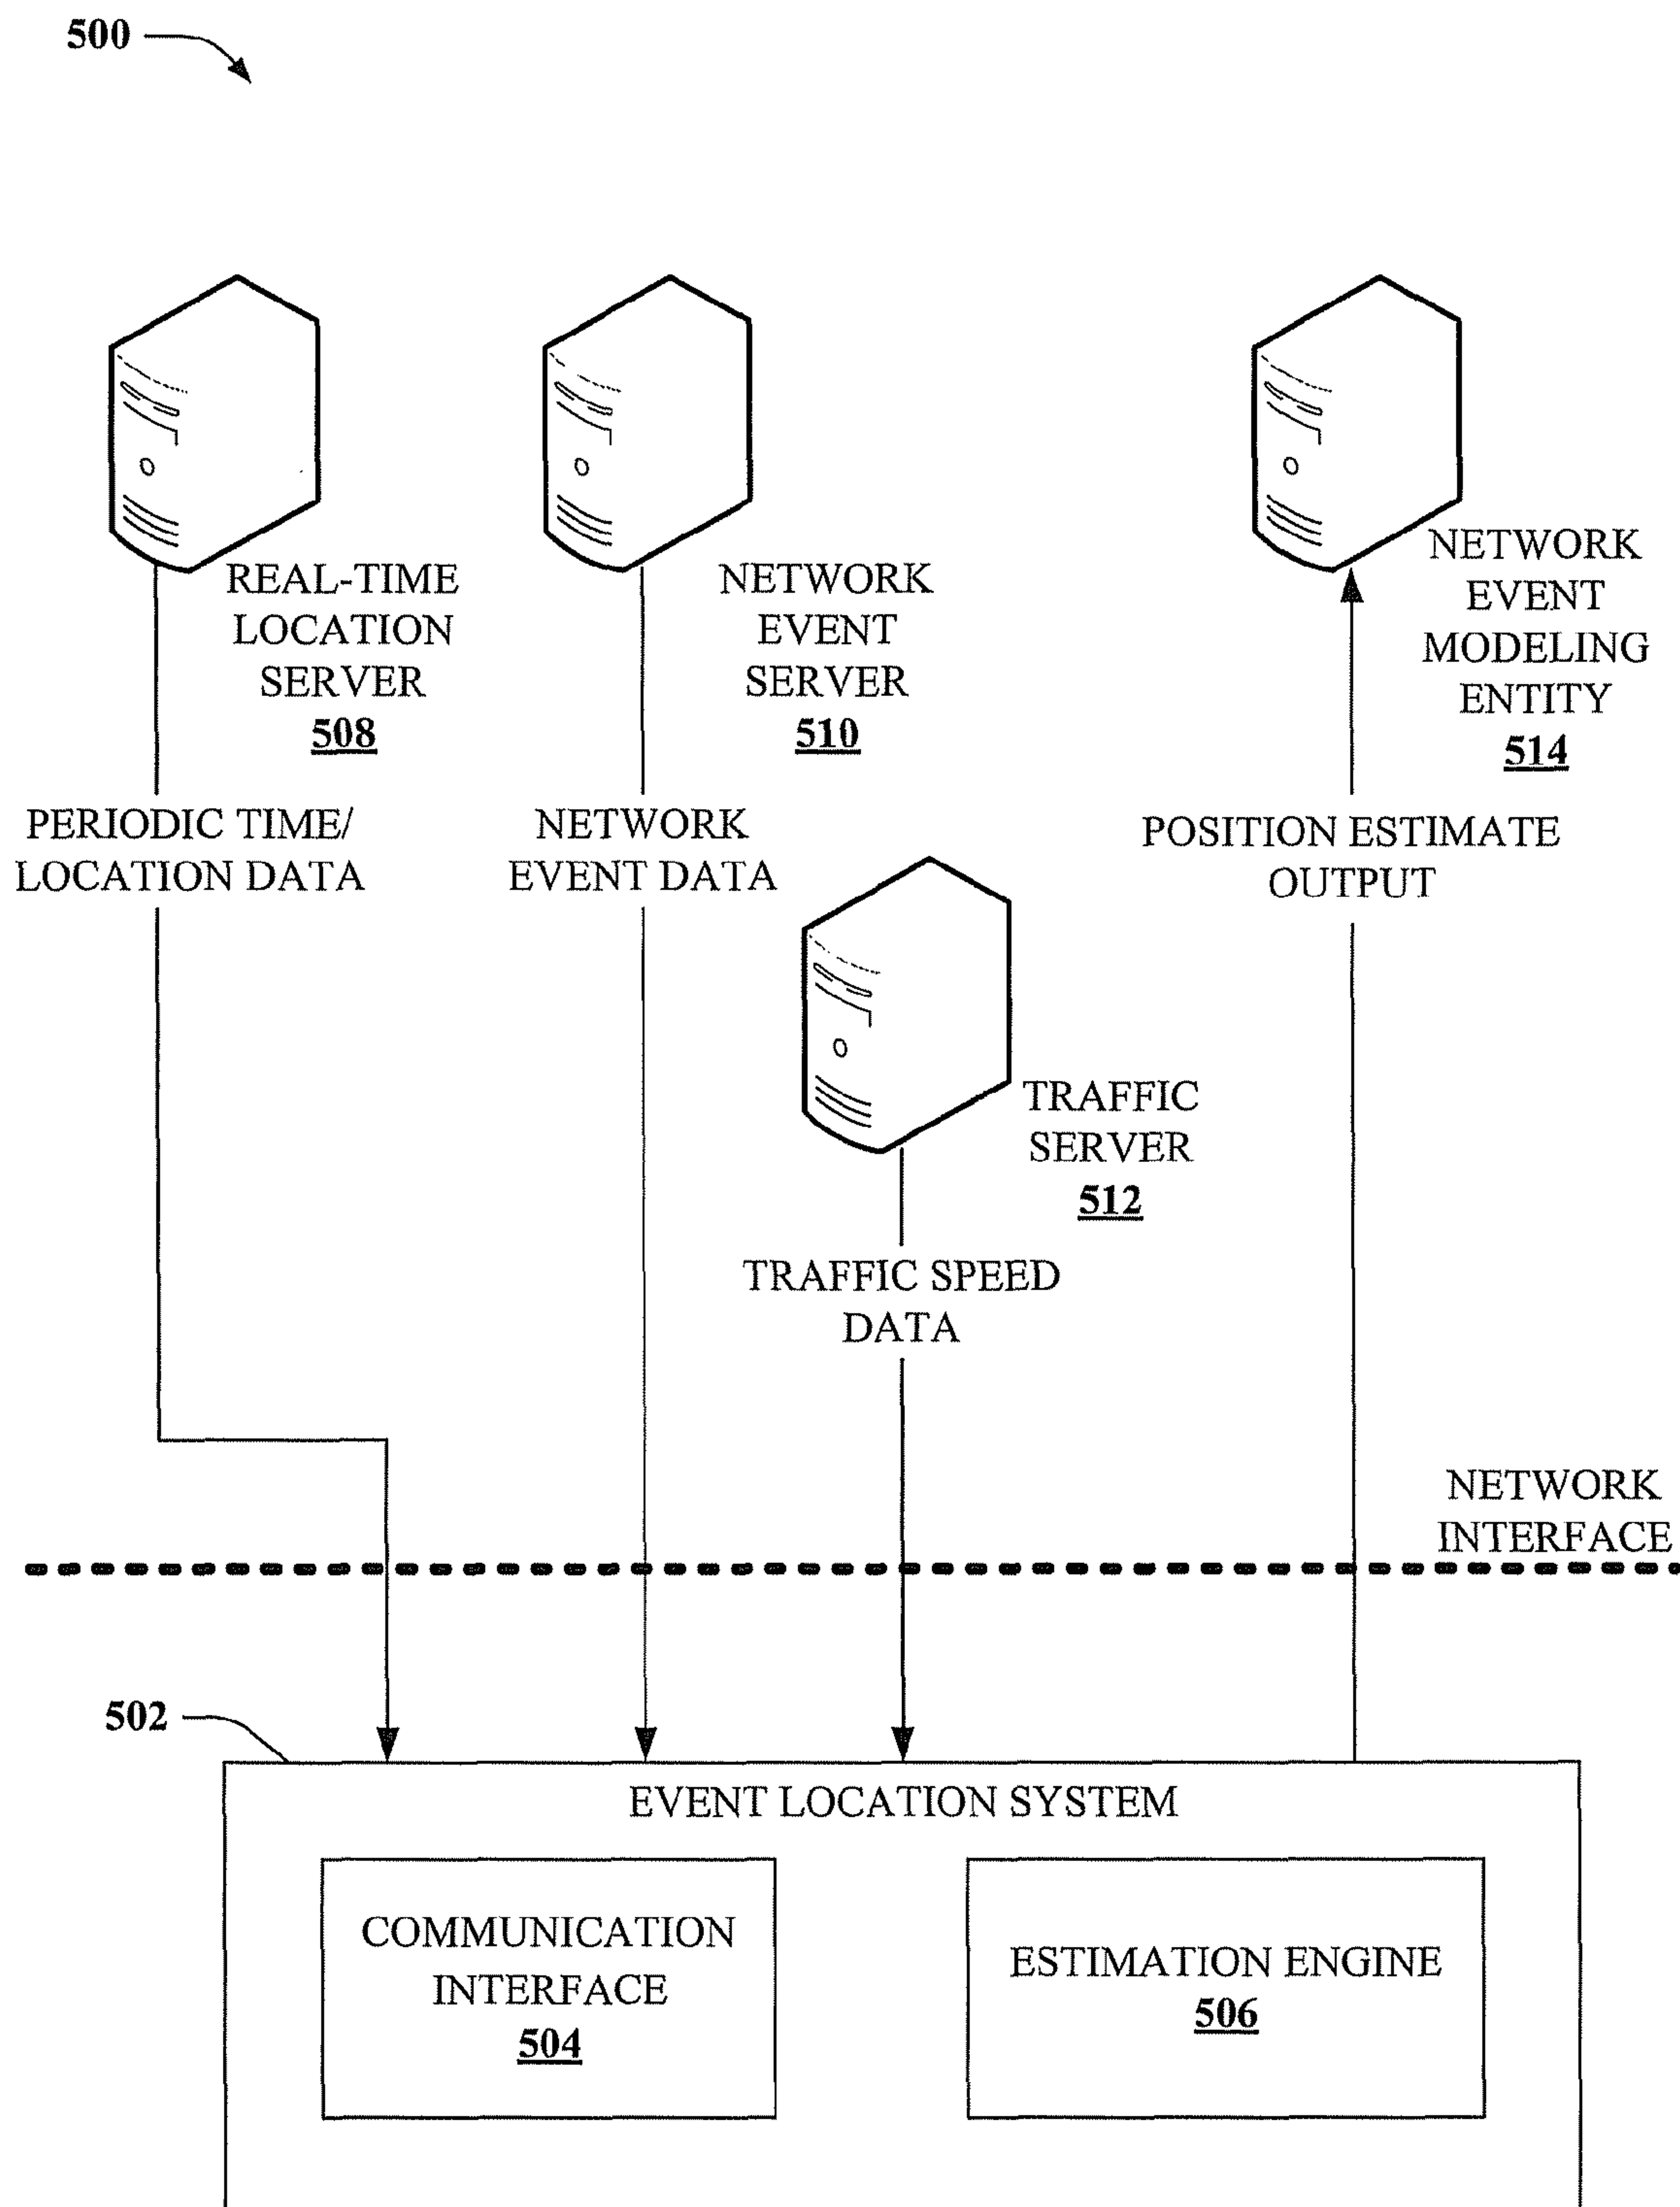 500
REAL-TIME
LOCATION
SERVER
508
NETWORK
EVENT
SERVER
510
NETWORK
EVENT
MODELING
ENTITY
514
PERIODIC TIME/
LOCATION DATA
NETWORK
EVENT DATA
POSITION ESTIMATE
OUTPUT
TRAFFIC
SERVER
512
TRAFFIC SPEED
DATA
NETWORK
INTERFACE
502
EVENT LOCATION SYSTEM
COMMUNICATION
INTERFACE
504
ESTIMATION ENGINE
506